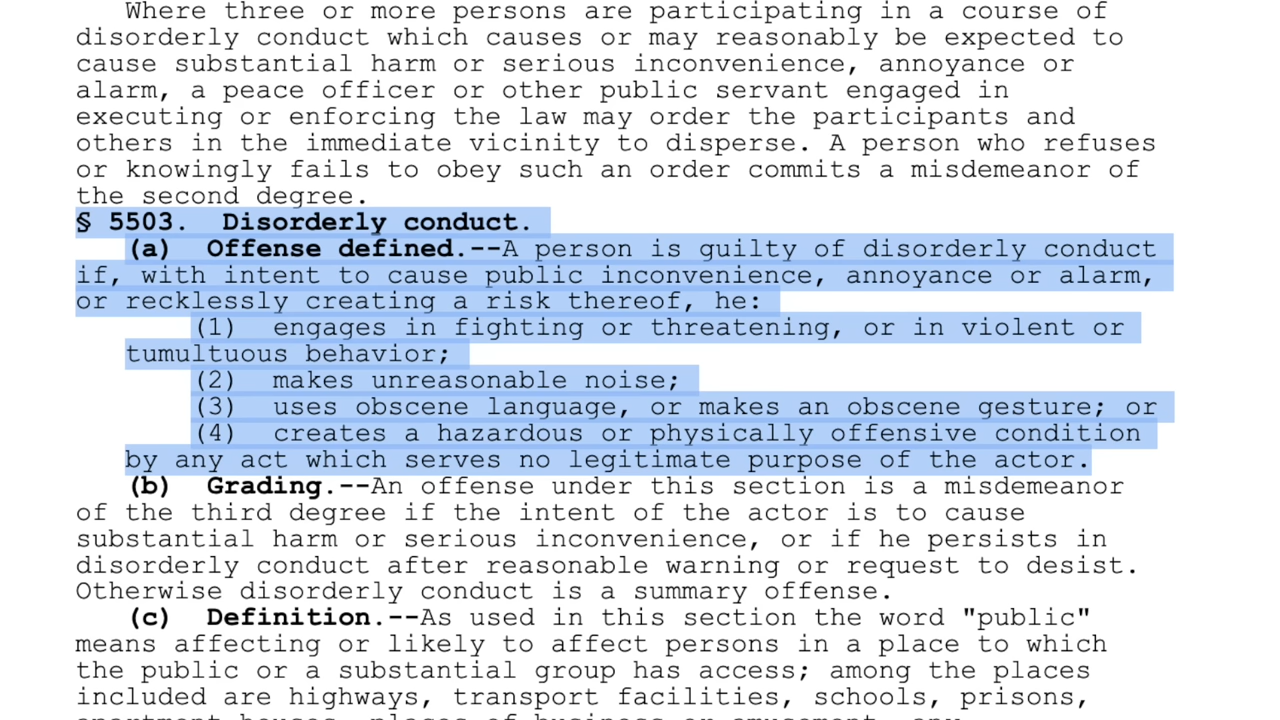 Where three or more persons are participating in a course of
disorderly conduct which causes or may reasonably be expected to
cause substantial harm or serious inconvenience, annoyance or
alarm, a peace officer or other public servant engaged in
executing or enforcing the law may order the participants and
others in the immediate vicinity to disperse. A person who refuses
or knowingly fails to obey such an order commits a misdemeanor of
the second degree.
§ 5503.  Disorderly conduct.
(a)  Offense defined.--A person is guilty of disorderly conduct
if, with intent to cause public inconvenience, annoyance or alarm,
or recklessly creating a risk thereof, he:
(1)  engages in fighting or threatening, or in violent or
tumultuous behavior;
(2)  makes unreasonable noise;
(3)  uses obscene language, or makes an obscene gesture; or
(4)  creates a hazardous or physically offensive condition
by any act which serves no legitimate purpose of the actor.
(b)  Grading.--An offense under this section is a misdemeanor
of the third degree if the intent of the actor is to cause
substantial harm or serious inconvenience, or if he persists in
disorderly conduct after reasonable warning or request to desist.
Otherwise disorderly conduct is a summary offense.
(c)  Definition.--As used in this section the word "public"
means affecting or likely to affect persons in a place to which
the public or a substantial group has access; among the places
included are highways, transport facilities, schools, prisons,
apartment houses, places of business or amusement, any